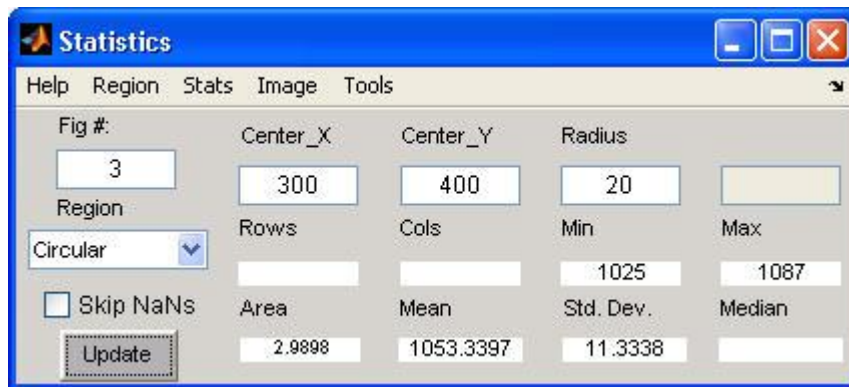 Statistics
Help Region Stats Image Tools
Fig #: Center_X Center_Y Radius
3 300 400 20
Region Rows Cols Min Max
Circular 1025 1087
Skip NaNs Area Mean Std. Dev. Median
Update 2.9898 1053.3397 11.3338